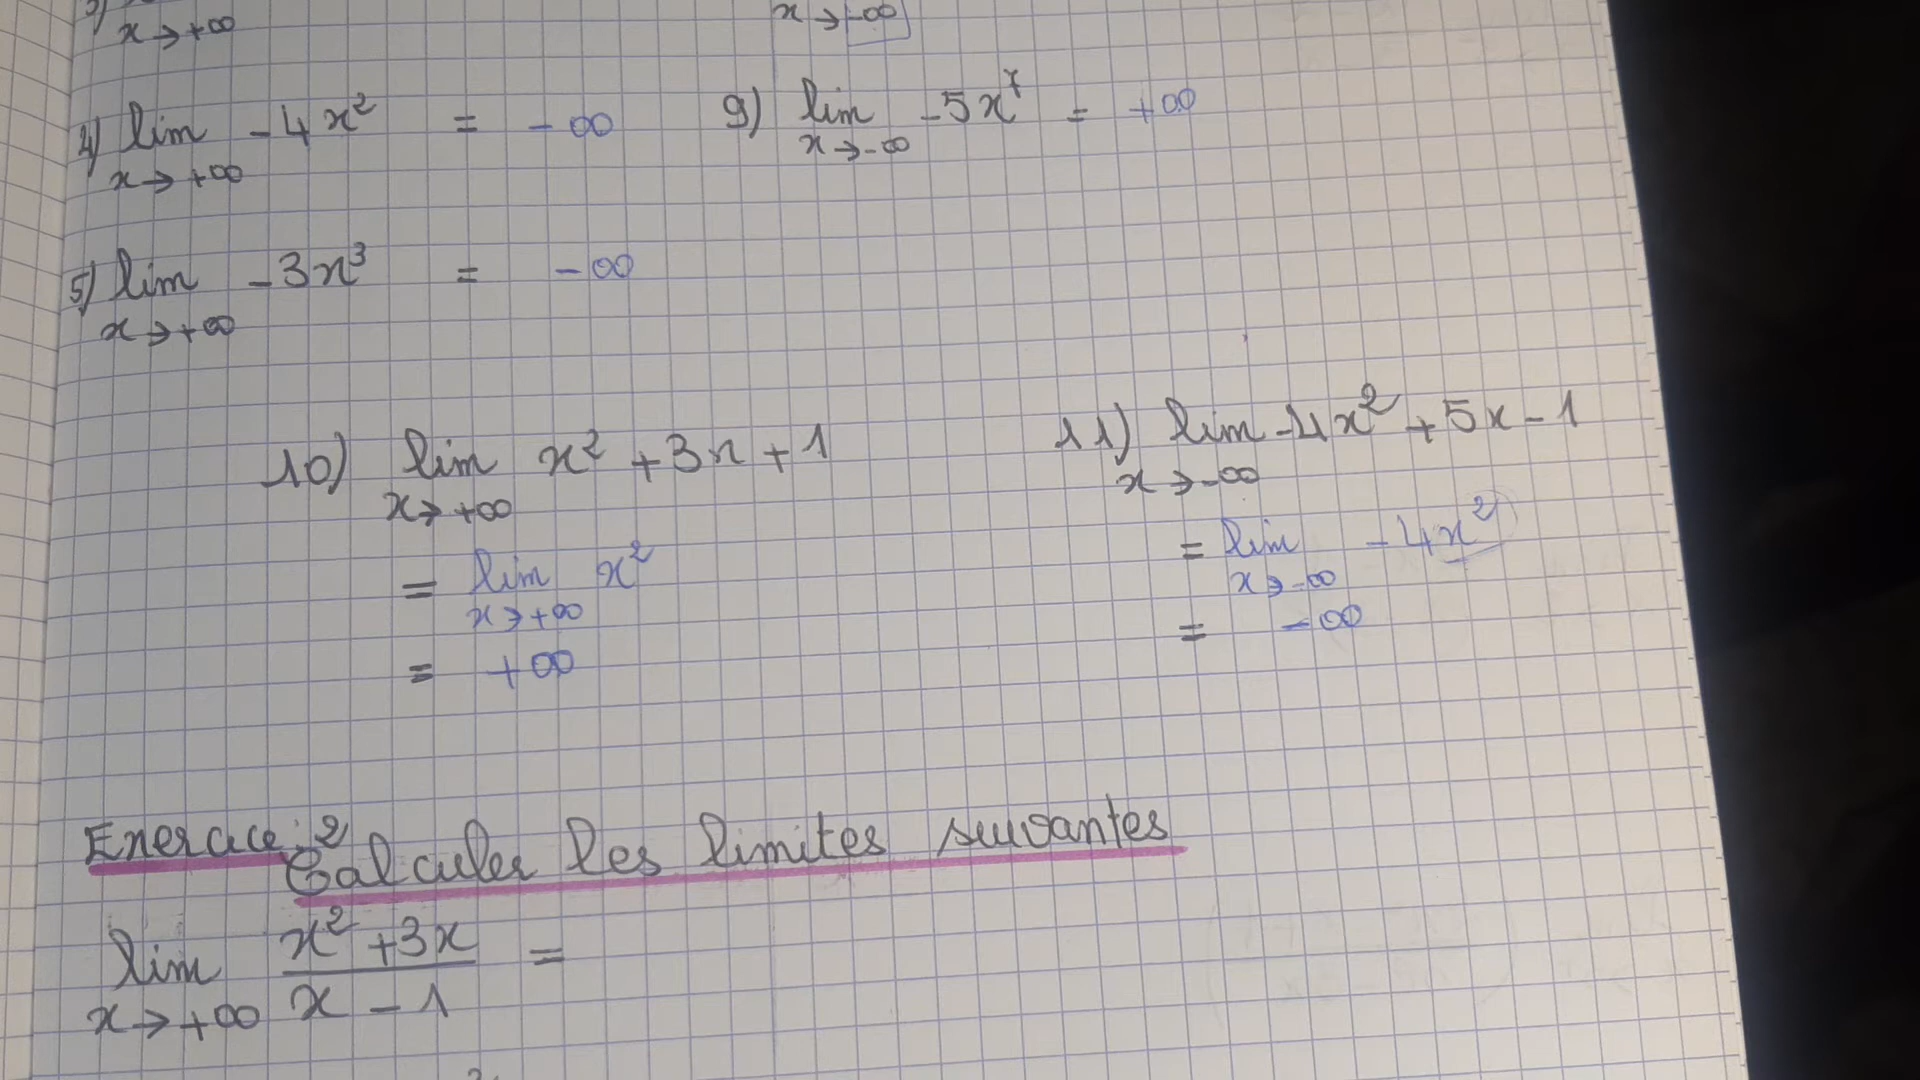 x→+∞
x→-∞
4) lim -4x² = -∞
x→+∞
9) lim -5x⁷ = +∞
x→-∞
5) lim -3x³ = -∞
x→+∞
10) lim x² + 3x + 1
x→+∞
= lim x²
x→+∞
= +∞
11) lim -4x² + 5x - 1
x→-∞
= lim -4x²
x→-∞
= -∞
Exercice: 2
Calculer les limites suivantes
lim (x² + 3x)/(x - 1) =
x→+∞